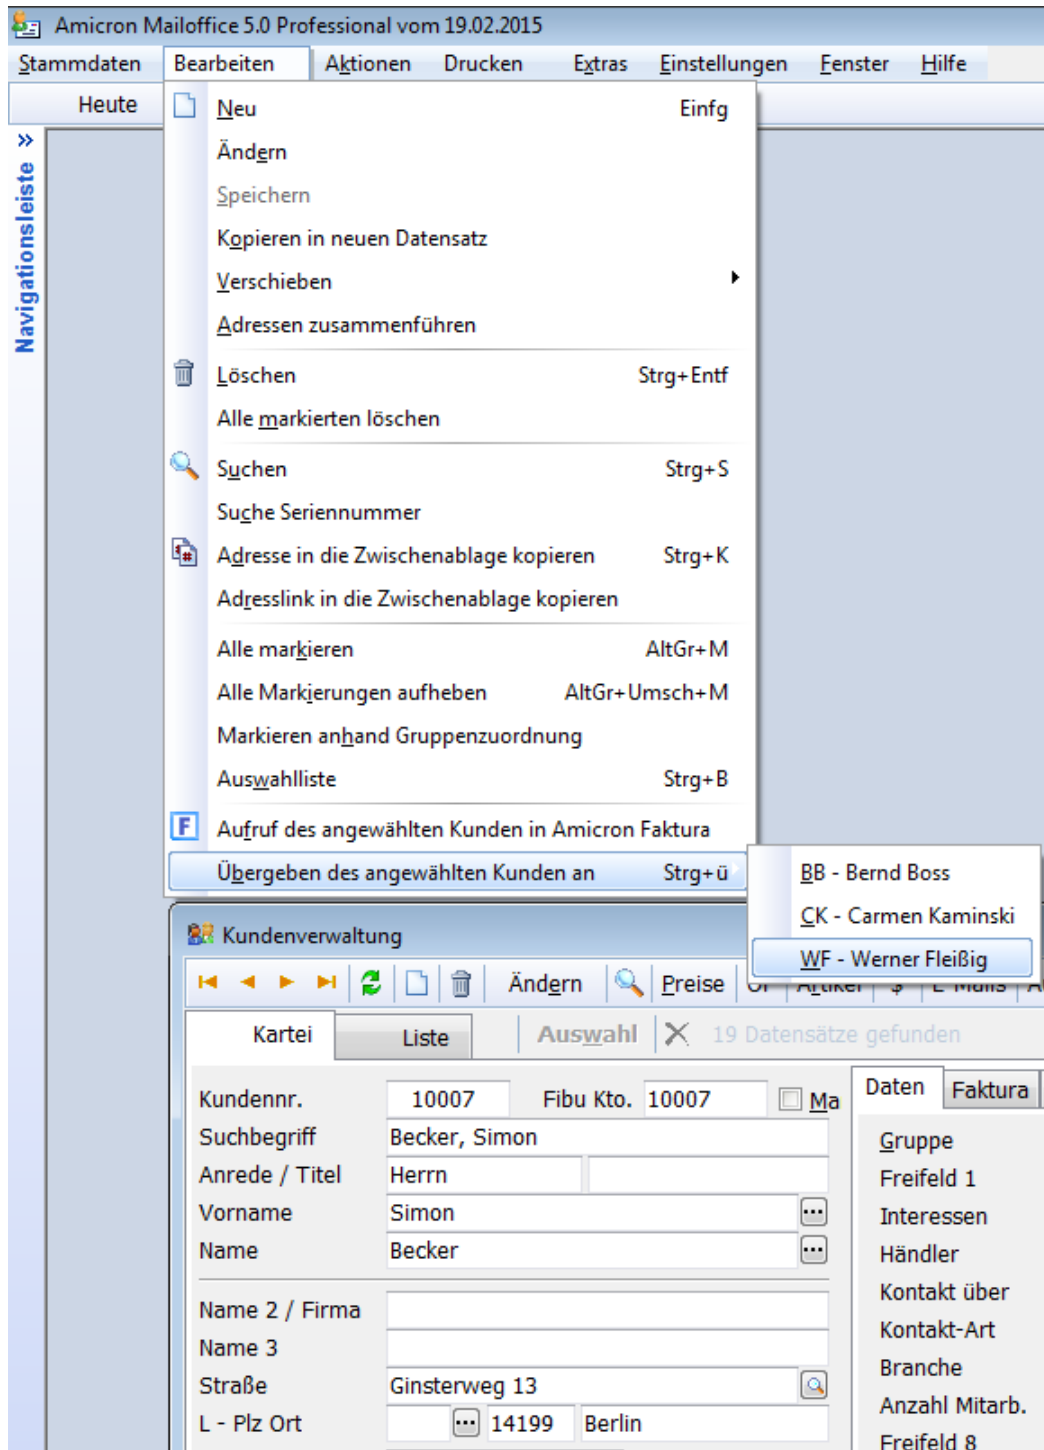 Amicron Mailoffice 5.0 Professional vom 19.02.2015
Stammdaten Bearbeiten Aktionen Drucken Extras Einstellungen Fenster Hilfe
Heute
Navigationsleiste
Neu Einfg
Ändern
Speichern
Kopieren in neuen Datensatz
Verschieben
Adressen zusammenführen
Löschen Strg+Entf
Alle markierten löschen
Suchen Strg+S
Suche Seriennummer
Adresse in die Zwischenablage kopieren Strg+K
Adresslink in die Zwischenablage kopieren
Alle markieren AltGr+M
Alle Markierungen aufheben AltGr+Umsch+M
Markieren anhand Gruppenzuordnung
Auswahlliste Strg+B
F Aufruf des angewählten Kunden in Amicron Faktura
Übergeben des angewählten Kunden an Strg+ü
BB - Bernd Boss
CK - Carmen Kaminski
WF - Werner Fleißig
Kundenverwaltung
Ändern Preise OP Artikel $ E-Mails
Kartei Liste Auswahl 19 Datensätze gefunden
Kundennr. 10007 Fibu Kto. 10007 Ma
Suchbegriff Becker, Simon
Anrede / Titel Herrn
Vorname Simon
Name Becker
Name 2 / Firma
Name 3
Straße Ginsterweg 13
L - Plz Ort 14199 Berlin
Daten Faktura
Gruppe
Freifeld 1
Interessen
Händler
Kontakt über
Kontakt-Art
Branche
Anzahl Mitarb.
Freifeld 8